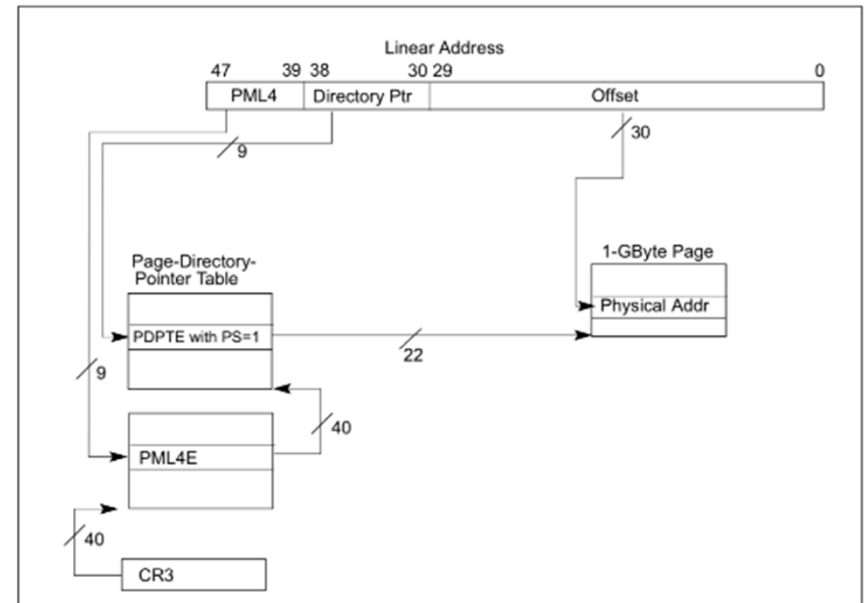 Linear Address
47 39 38 30 29 0
PML4 Directory Ptr Offset
9
30
Page-Directory-
Pointer Table
1-GByte Page
Physical Addr
PDPTE with PS=1
22
9
40
PML4E
40
CR3